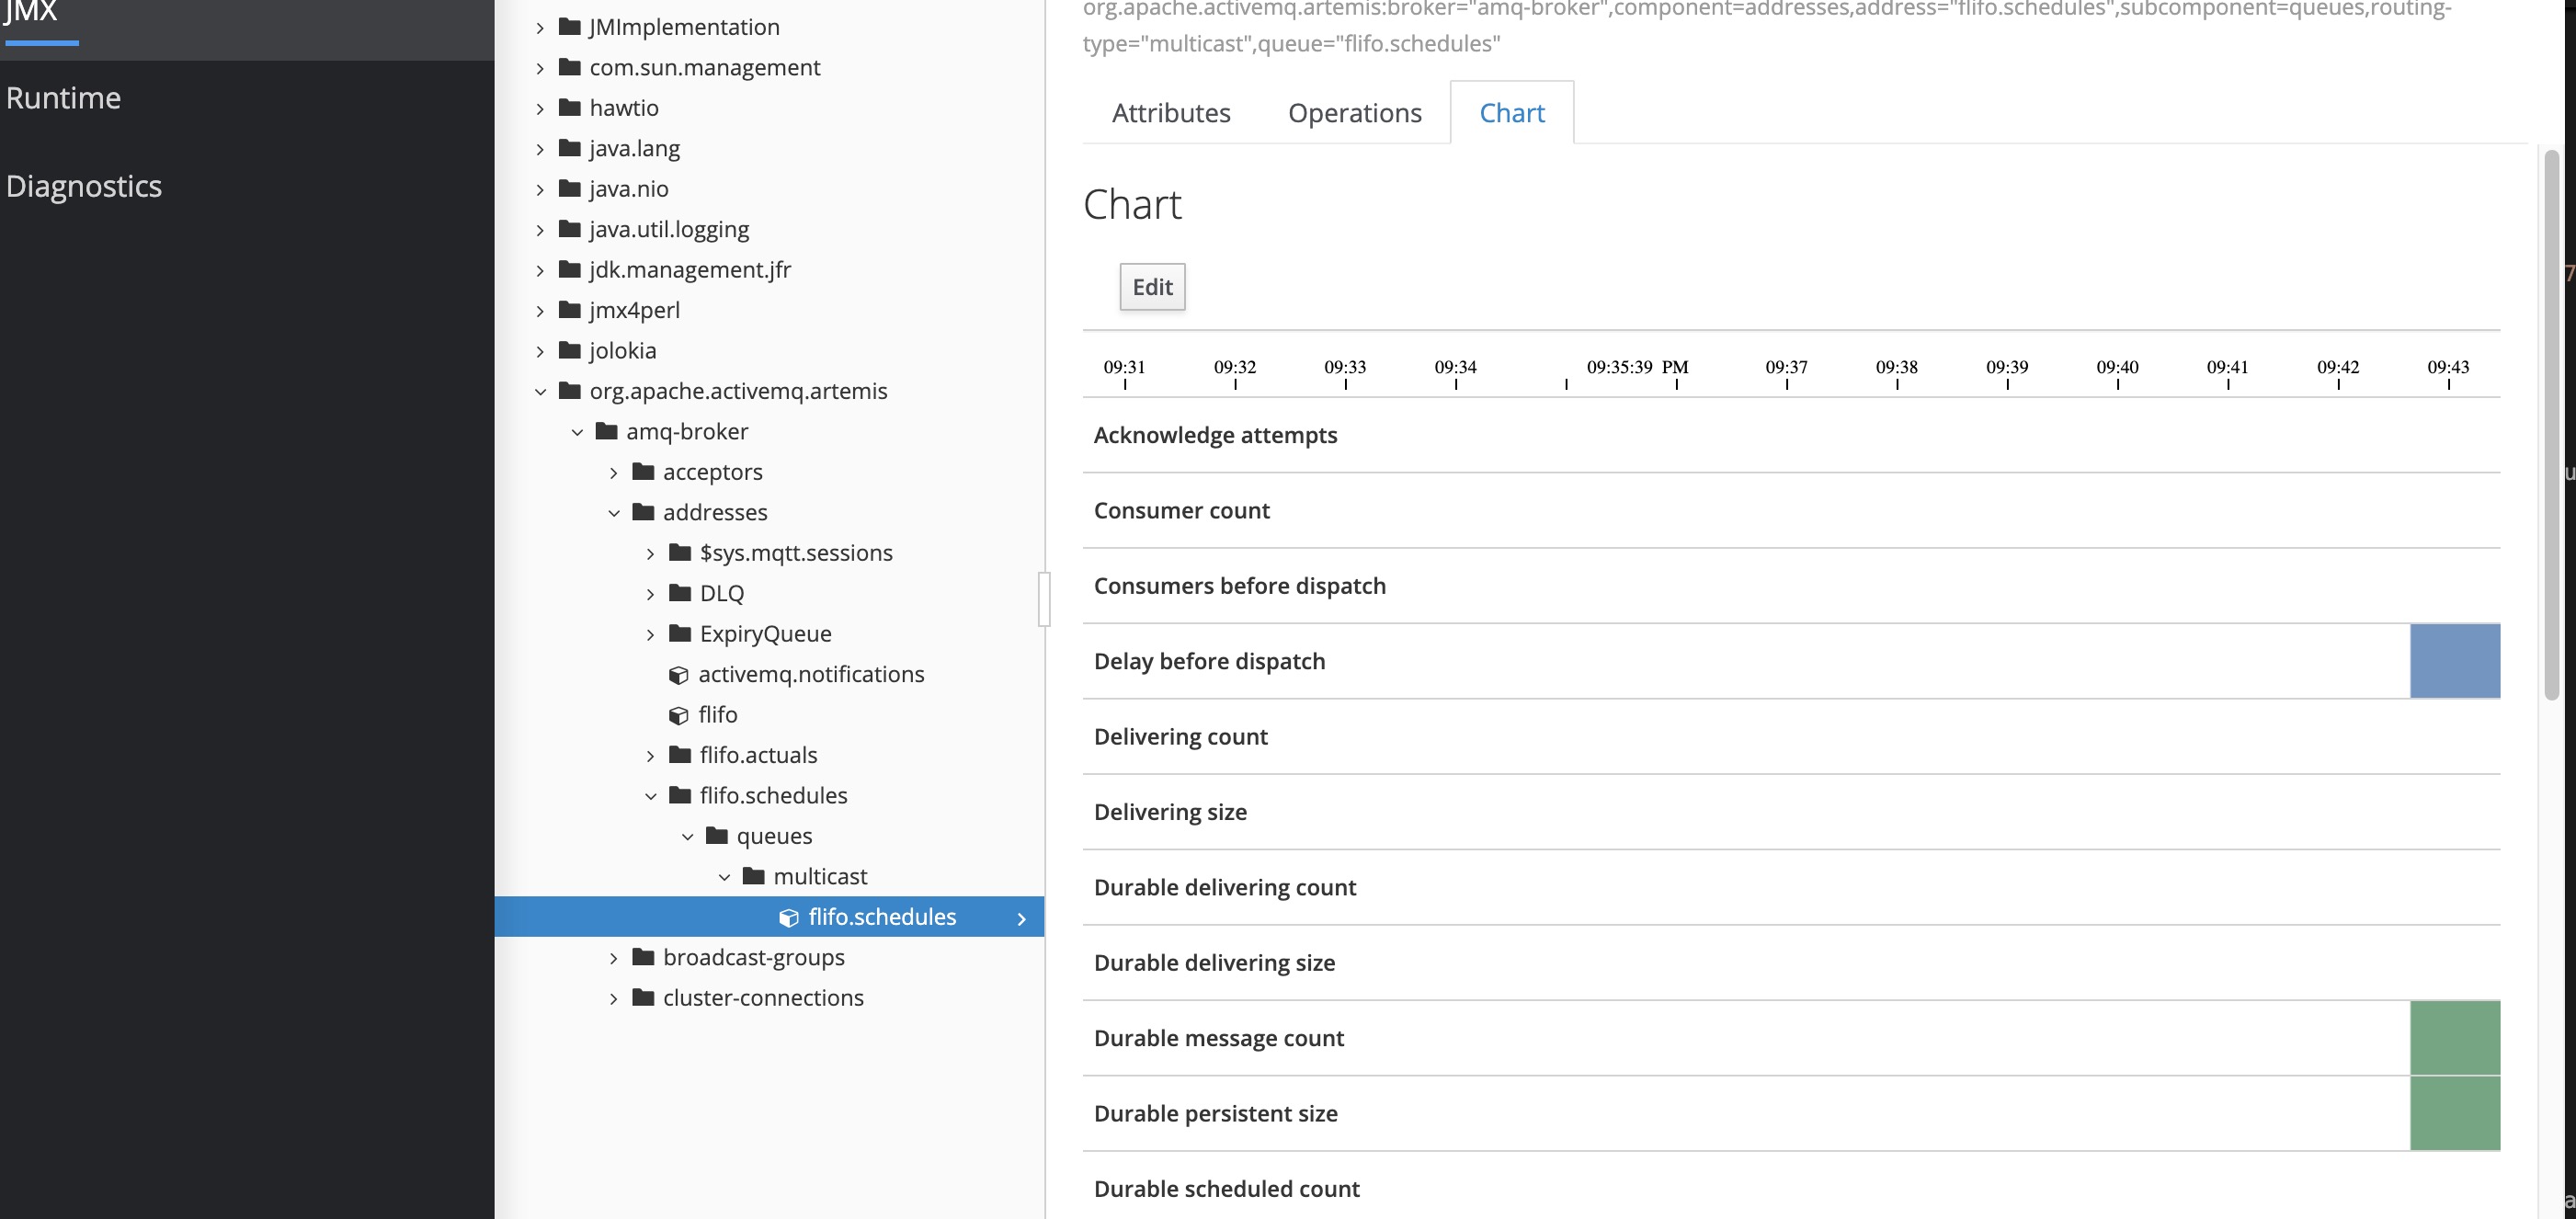 JMX
Runtime
Diagnostics
JMImplementation
com.sun.management
hawtio
java.lang
java.nio
java.util.logging
jdk.management.jfr
jmx4perl
jolokia
org.apache.activemq.artemis
amq-broker
acceptors
addresses
$sys.mqtt.sessions
DLQ
ExpiryQueue
activemq.notifications
flifo
flifo.actuals
flifo.schedules
queues
multicast
flifo.schedules
broadcast-groups
cluster-connections
org.apache.activemq.artemis:broker="amq-broker",component=addresses,address="flifo.schedules",subcomponent=queues,routing-
type="multicast",queue="flifo.schedules"
Attributes Operations Chart
Chart
Edit
09:31 09:32 09:33 09:34 09:35:39 PM 09:37 09:38 09:39 09:40 09:41 09:42 09:43
Acknowledge attempts
Consumer count
Consumers before dispatch
Delay before dispatch
Delivering count
Delivering size
Durable delivering count
Durable delivering size
Durable message count
Durable persistent size
Durable scheduled count